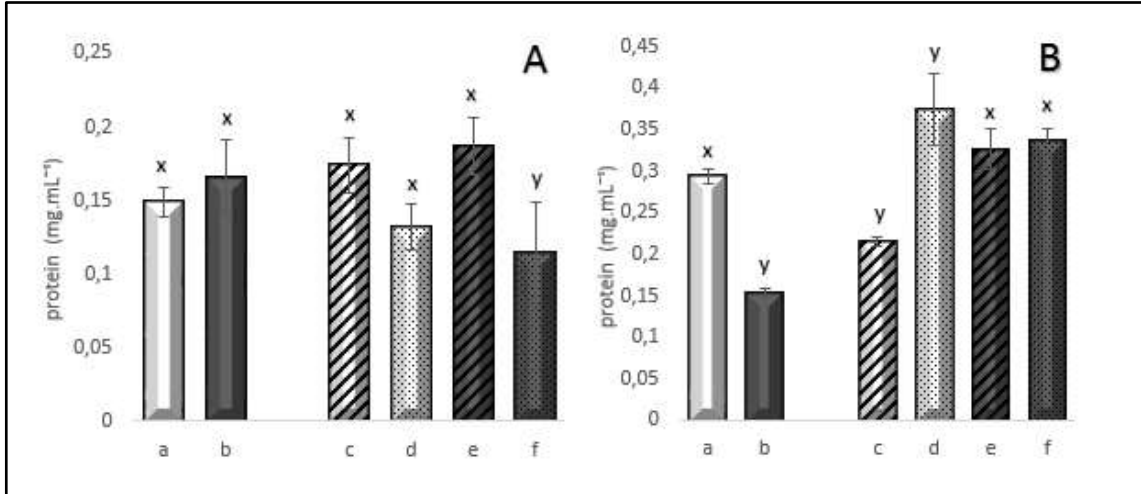 A
protein (mg.mL⁻¹)
0,25
0,2
0,15
0,1
0,05
0
x
x
x
x
x
y
a b c d e f
B
protein (mg.mL⁻¹)
0,45
0,4
0,35
0,3
0,25
0,2
0,15
0,1
0,05
0
x
y
y
y
x
x
a b c d e f